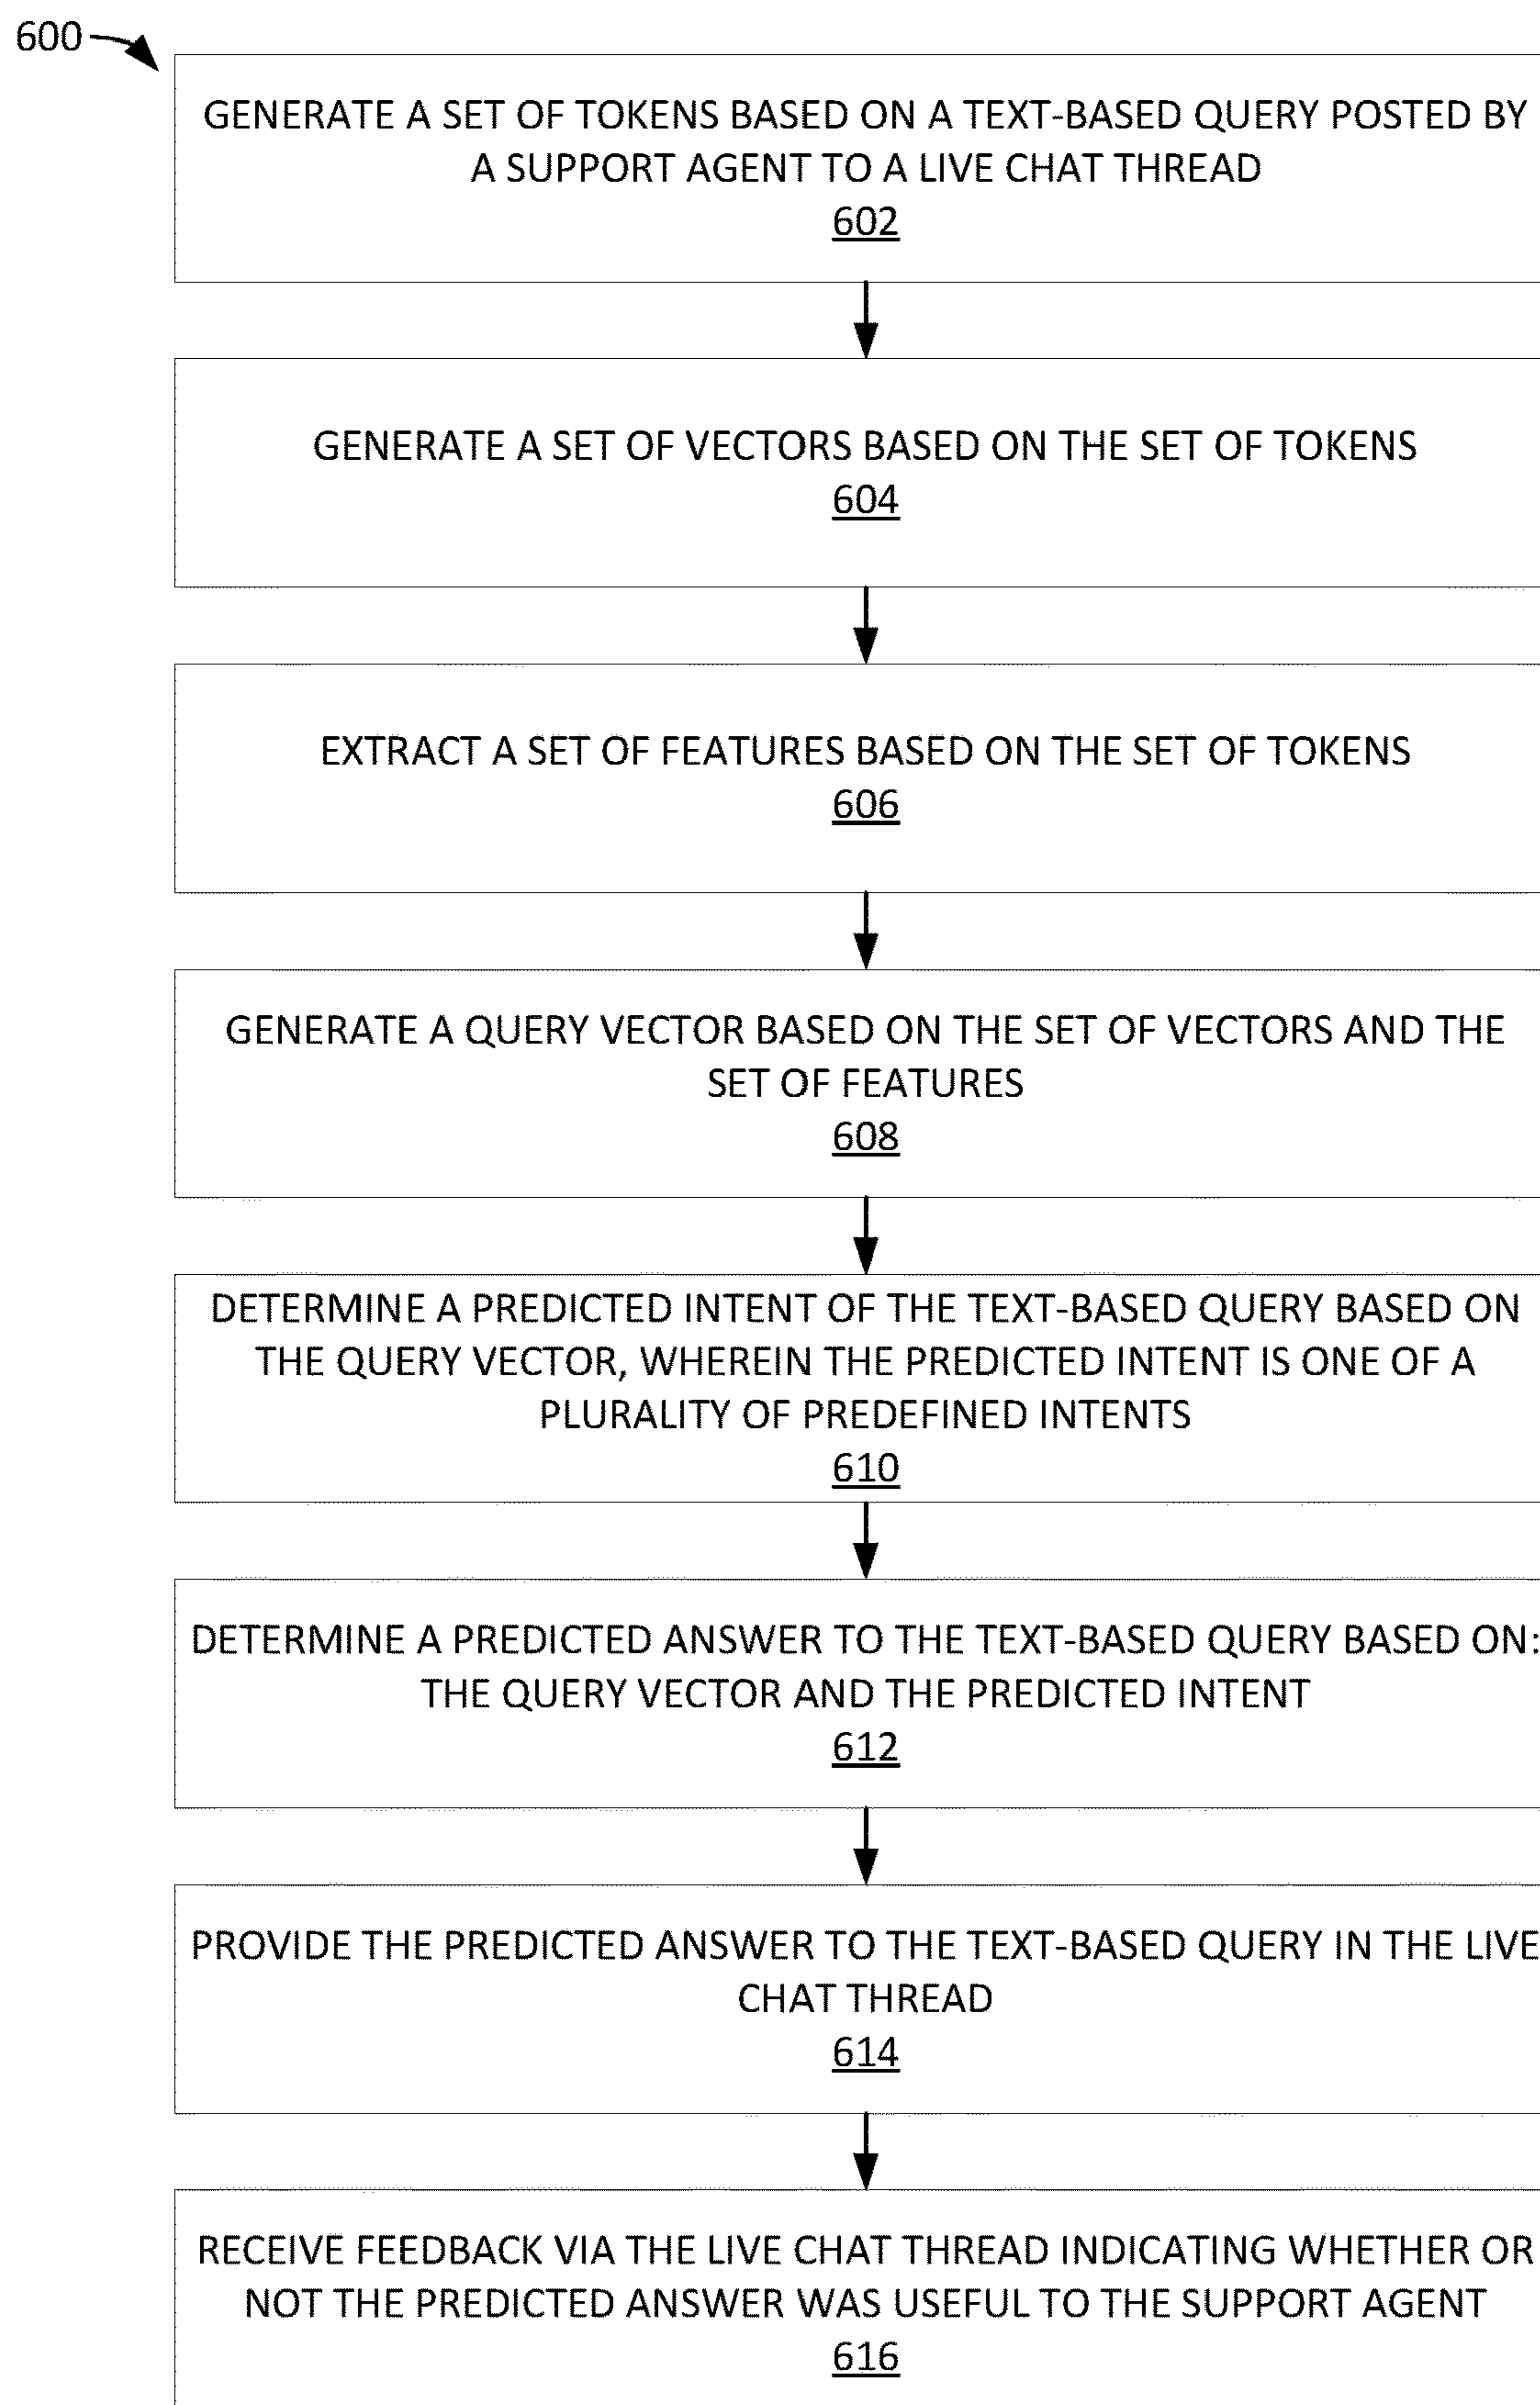 600
GENERATE A SET OF TOKENS BASED ON A TEXT-BASED QUERY POSTED BY
A SUPPORT AGENT TO A LIVE CHAT THREAD
602
GENERATE A SET OF VECTORS BASED ON THE SET OF TOKENS
604
EXTRACT A SET OF FEATURES BASED ON THE SET OF TOKENS
606
GENERATE A QUERY VECTOR BASED ON THE SET OF VECTORS AND THE
SET OF FEATURES
608
DETERMINE A PREDICTED INTENT OF THE TEXT-BASED QUERY BASED ON
THE QUERY VECTOR, WHEREIN THE PREDICTED INTENT IS ONE OF A
PLURALITY OF PREDEFINED INTENTS
610
DETERMINE A PREDICTED ANSWER TO THE TEXT-BASED QUERY BASED ON:
THE QUERY VECTOR AND THE PREDICTED INTENT
612
PROVIDE THE PREDICTED ANSWER TO THE TEXT-BASED QUERY IN THE LIVE
CHAT THREAD
614
RECEIVE FEEDBACK VIA THE LIVE CHAT THREAD INDICATING WHETHER OR
NOT THE PREDICTED ANSWER WAS USEFUL TO THE SUPPORT AGENT
616